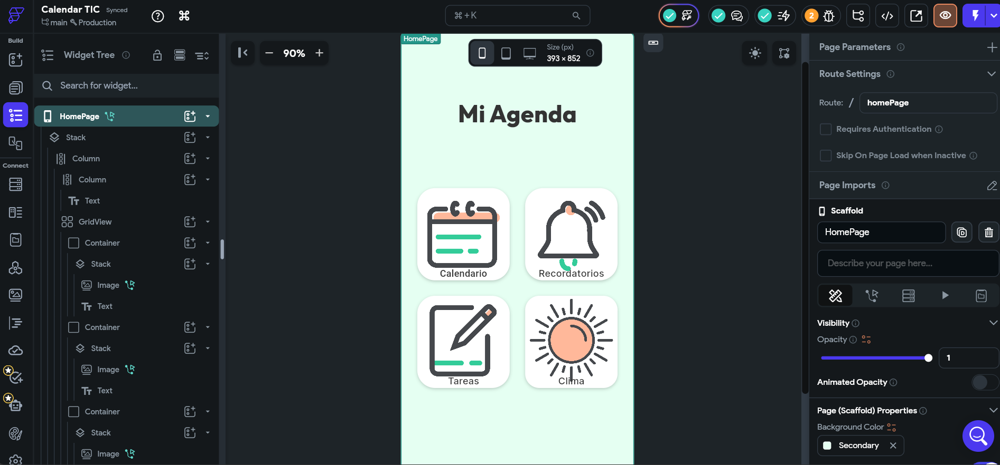 Calendar TIC Synced
main Production
⌘+K
2
Build
Connect
Widget Tree
Search for widget...
HomePage
Stack
Column
Column
Text
GridView
Container
Stack
Image
Text
Container
Stack
Image
Text
Container
Stack
Image
90%
HomePage
Size (px)
393 × 852
Mi Agenda
Calendario
Recordatorios
Tareas
Clima
Page Parameters
Route Settings
Route: / homePage
Requires Authentication
Skip On Page Load when Inactive
Page Imports
Scaffold
HomePage
Describe your page here...
Visibility
Opacity
1
Animated Opacity
Page (Scaffold) Properties
Background Color
Secondary